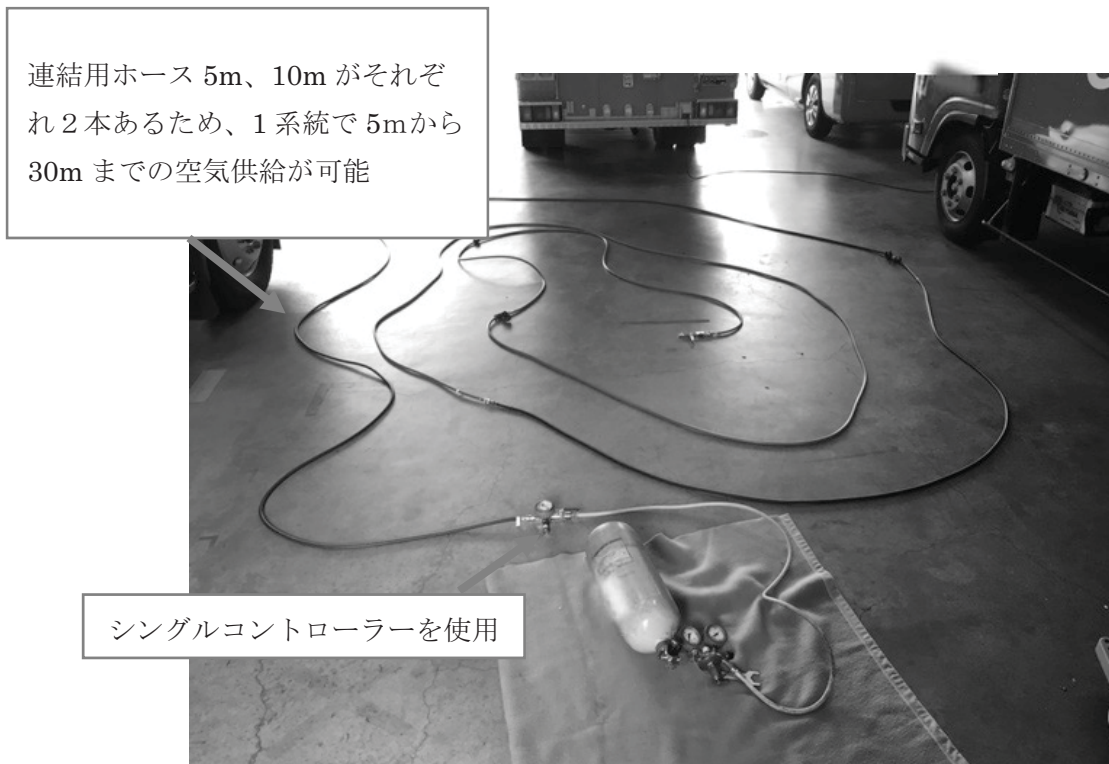 連結用ホース 5m、10m がそれぞ
れ２本あるため、1 系統で 5ｍから
30m までの空気供給が可能
シングルコントローラーを使用